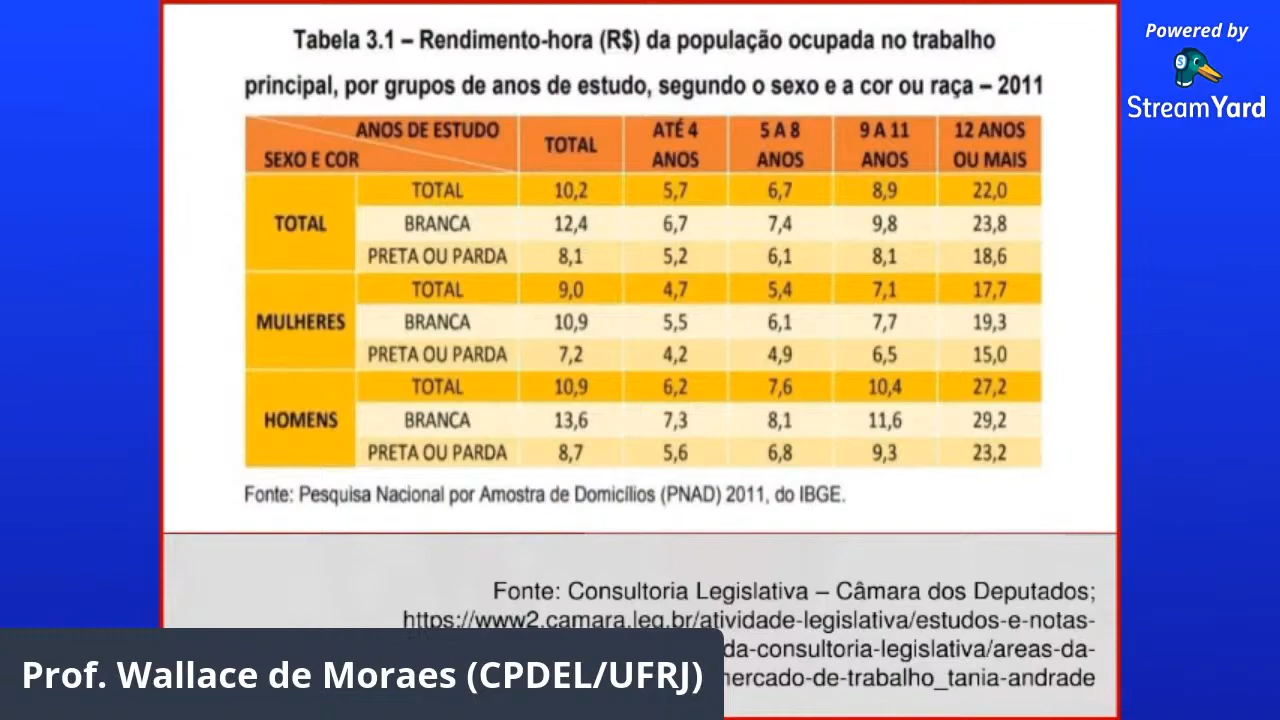 Tabela 3.1 – Rendimento-hora (R$) da população ocupada no trabalho
principal, por grupos de anos de estudo, segundo o sexo e a cor ou raça – 2011
ANOS DE ESTUDO
SEXO E COR
TOTAL
ATÉ 4
ANOS
5 A 8
ANOS
9 A 11
ANOS
12 ANOS
OU MAIS
TOTAL
TOTAL 10,2 5,7 6,7 8,9 22,0
BRANCA 12,4 6,7 7,4 9,8 23,8
PRETA OU PARDA 8,1 5,2 6,1 8,1 18,6
MULHERES
TOTAL 9,0 4,7 5,4 7,1 17,7
BRANCA 10,9 5,5 6,1 7,7 19,3
PRETA OU PARDA 7,2 4,2 4,9 6,5 15,0
HOMENS
TOTAL 10,9 6,2 7,6 10,4 27,2
BRANCA 13,6 7,3 8,1 11,6 29,2
PRETA OU PARDA 8,7 5,6 6,8 9,3 23,2
Fonte: Pesquisa Nacional por Amostra de Domicílios (PNAD) 2011, do IBGE.
Fonte: Consultoria Legislativa – Câmara dos Deputados;
https://www2.camara.leg.br/atividade-legislativa/estudos-e-notas-
da-consultoria-legislativa/areas-da-
mercado-de-trabalho_tania-andrade
Prof. Wallace de Moraes (CPDEL/UFRJ)
Powered by
StreamYard